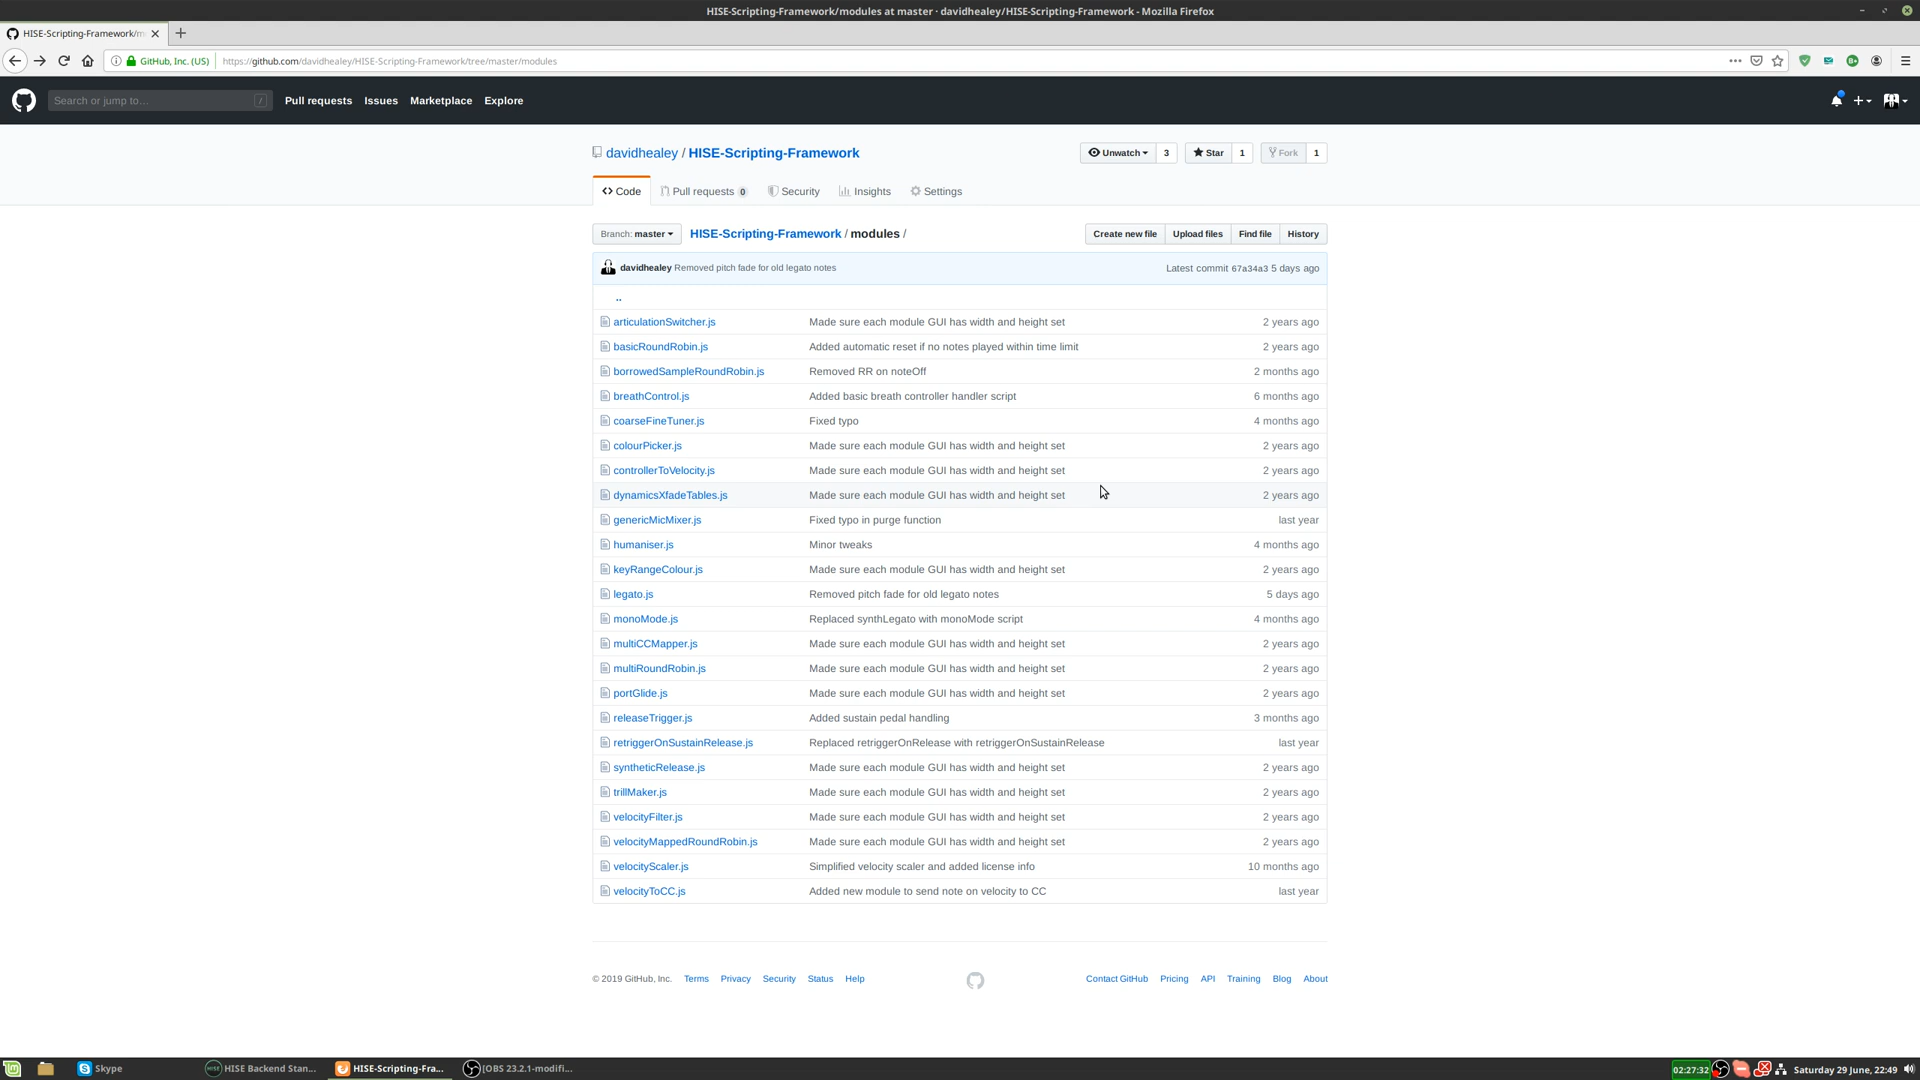 HISE-Scripting-Framework/modules at master · davidhealey/HISE-Scripting-Framework - Mozilla Firefox
HISE-Scripting-Framework/m
GitHub, Inc. (US) https://github.com/davidhealey/HISE-Scripting-Framework/tree/master/modules
Search or jump to... / Pull requests Issues Marketplace Explore
davidhealey / HISE-Scripting-Framework Unwatch 3 Star 1 Fork 1
Code Pull requests 0 Security Insights Settings
Branch: master HISE-Scripting-Framework / modules / Create new file Upload files Find file History
davidhealey Removed pitch fade for old legato notes Latest commit 67a34a3 5 days ago
..
articulationSwitcher.js Made sure each module GUI has width and height set 2 years ago
basicRoundRobin.js Added automatic reset if no notes played within time limit 2 years ago
borrowedSampleRoundRobin.js Removed RR on noteOff 2 months ago
breathControl.js Added basic breath controller handler script 6 months ago
coarseFineTuner.js Fixed typo 4 months ago
colourPicker.js Made sure each module GUI has width and height set 2 years ago
controllerToVelocity.js Made sure each module GUI has width and height set 2 years ago
dynamicsXfadeTables.js Made sure each module GUI has width and height set 2 years ago
genericMicMixer.js Fixed typo in purge function last year
humaniser.js Minor tweaks 4 months ago
keyRangeColour.js Made sure each module GUI has width and height set 2 years ago
legato.js Removed pitch fade for old legato notes 5 days ago
monoMode.js Replaced synthLegato with monoMode script 4 months ago
multiCCMapper.js Made sure each module GUI has width and height set 2 years ago
multiRoundRobin.js Made sure each module GUI has width and height set 2 years ago
portGlide.js Made sure each module GUI has width and height set 2 years ago
releaseTrigger.js Added sustain pedal handling 3 months ago
retriggerOnSustainRelease.js Replaced retriggerOnRelease with retriggerOnSustainRelease last year
syntheticRelease.js Made sure each module GUI has width and height set 2 years ago
trillMaker.js Made sure each module GUI has width and height set 2 years ago
velocityFilter.js Made sure each module GUI has width and height set 2 years ago
velocityMappedRoundRobin.js Made sure each module GUI has width and height set 2 years ago
velocityScaler.js Simplified velocity scaler and added license info 10 months ago
velocityToCC.js Added new module to send note on velocity to CC last year
© 2019 GitHub, Inc. Terms Privacy Security Status Help Contact GitHub Pricing API Training Blog About
Skype HISE Backend Stan... HISE-Scripting-Fra... [OBS 23.2.1-modifi... 02:27:32 Saturday 29 June, 22:49